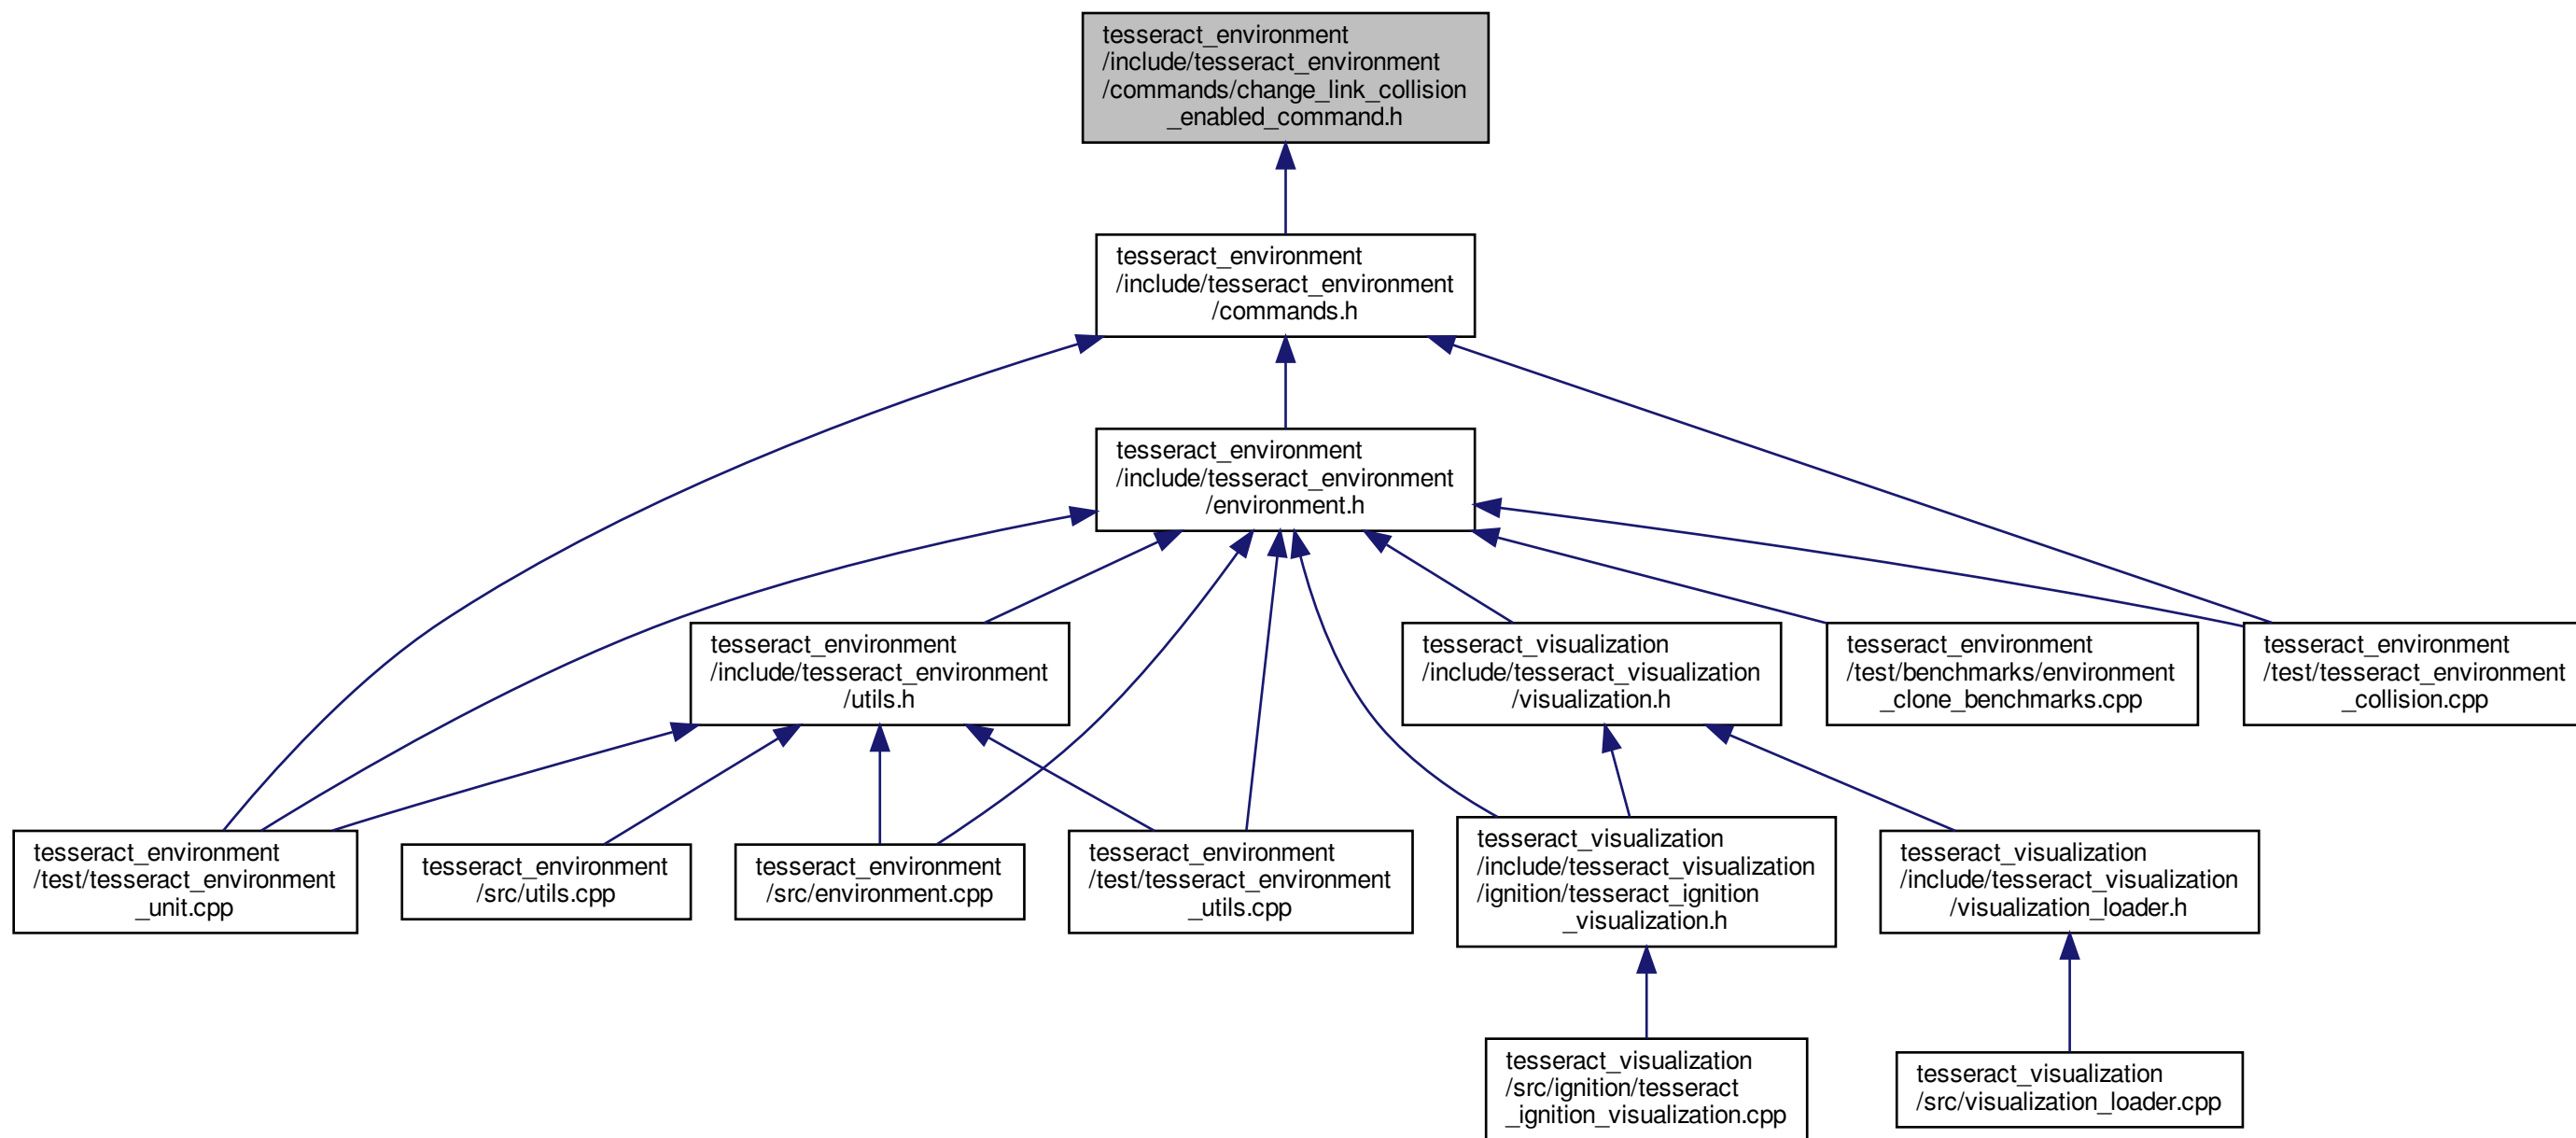 tesseract_environment
/include/tesseract_environment
/commands/change_link_collision
_enabled_command.h
tesseract_environment
/include/tesseract_environment
/commands.h
tesseract_environment
/include/tesseract_environment
/environment.h
tesseract_environment
/include/tesseract_environment
/utils.h
tesseract_visualization
/include/tesseract_visualization
/visualization.h
tesseract_environment
/test/benchmarks/environment
_clone_benchmarks.cpp
tesseract_environment
/test/tesseract_environment
_collision.cpp
tesseract_environment
/test/tesseract_environment
_unit.cpp
tesseract_environment
/src/utils.cpp
tesseract_environment
/src/environment.cpp
tesseract_environment
/test/tesseract_environment
_utils.cpp
tesseract_visualization
/include/tesseract_visualization
/ignition/tesseract_ignition
_visualization.h
tesseract_visualization
/include/tesseract_visualization
/visualization_loader.h
tesseract_visualization
/src/ignition/tesseract
_ignition_visualization.cpp
tesseract_visualization
/src/visualization_loader.cpp